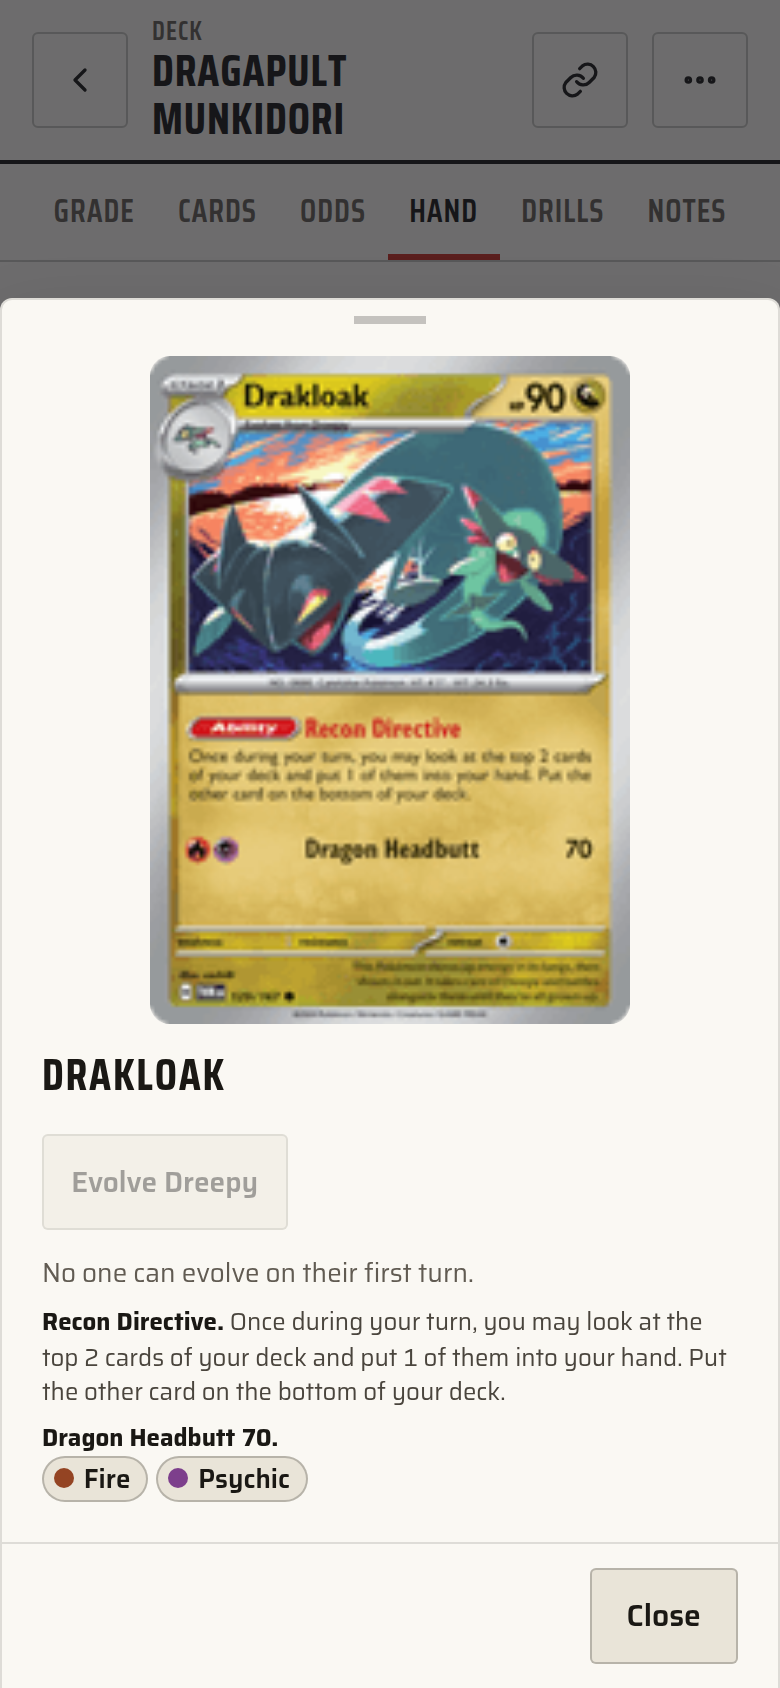 DECK
DRAGAPULT
MUNKIDORI
GRADE CARDS ODDS HAND DRILLS NOTES
Drakloak
90
Ability Recon Directive
Once during your turn, you may look at the top 2 cards
of your deck and put 1 of them into your hand. Put the
other card on the bottom of your deck.
Dragon Headbutt 70
DRAKLOAK
Evolve Dreepy
No one can evolve on their first turn.
Recon Directive. Once during your turn, you may look at the
top 2 cards of your deck and put 1 of them into your hand. Put
the other card on the bottom of your deck.
Dragon Headbutt 70.
Fire Psychic
Close